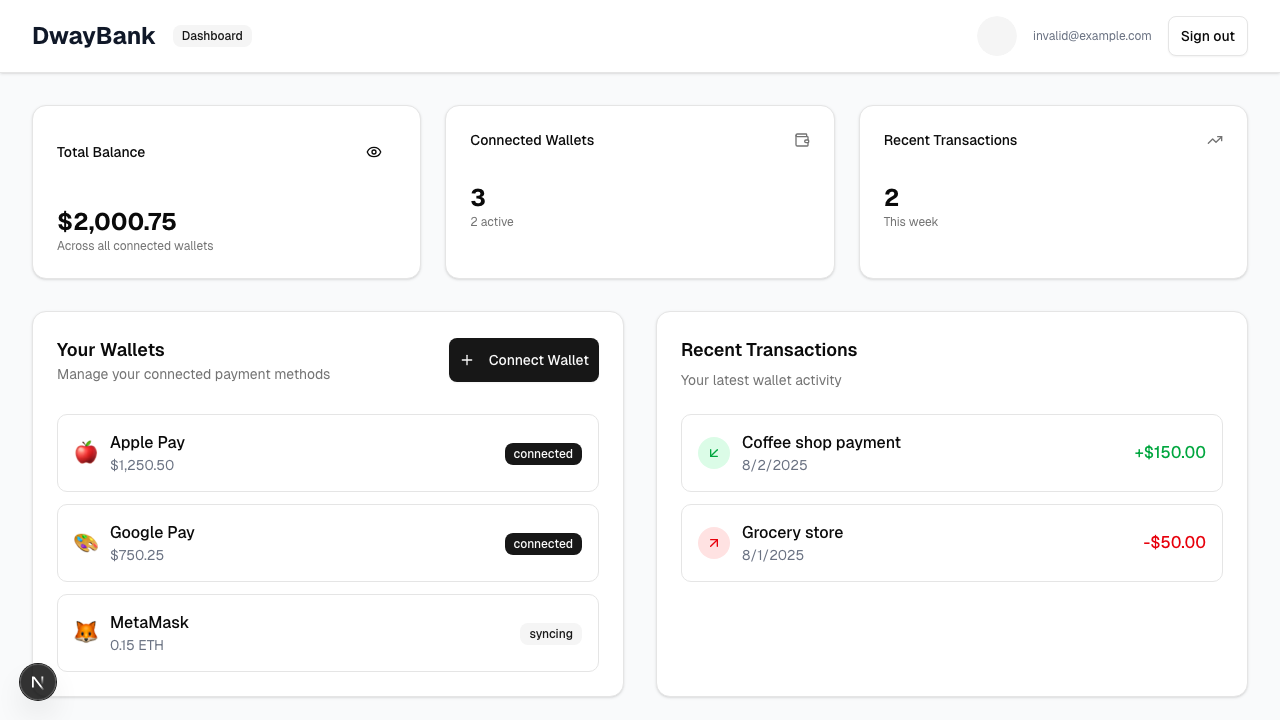 DwayBank
Dashboard
invalid@example.com
Sign out
Total Balance
$2,000.75
Across all connected wallets
Connected Wallets
3
2 active
Recent Transactions
2
This week
Your Wallets
Manage your connected payment methods
Connect Wallet
Apple Pay
$1,250.50
connected
Google Pay
$750.25
connected
MetaMask
0.15 ETH
syncing
Recent Transactions
Your latest wallet activity
Coffee shop payment
8/2/2025
+$150.00
Grocery store
8/1/2025
-$50.00
N